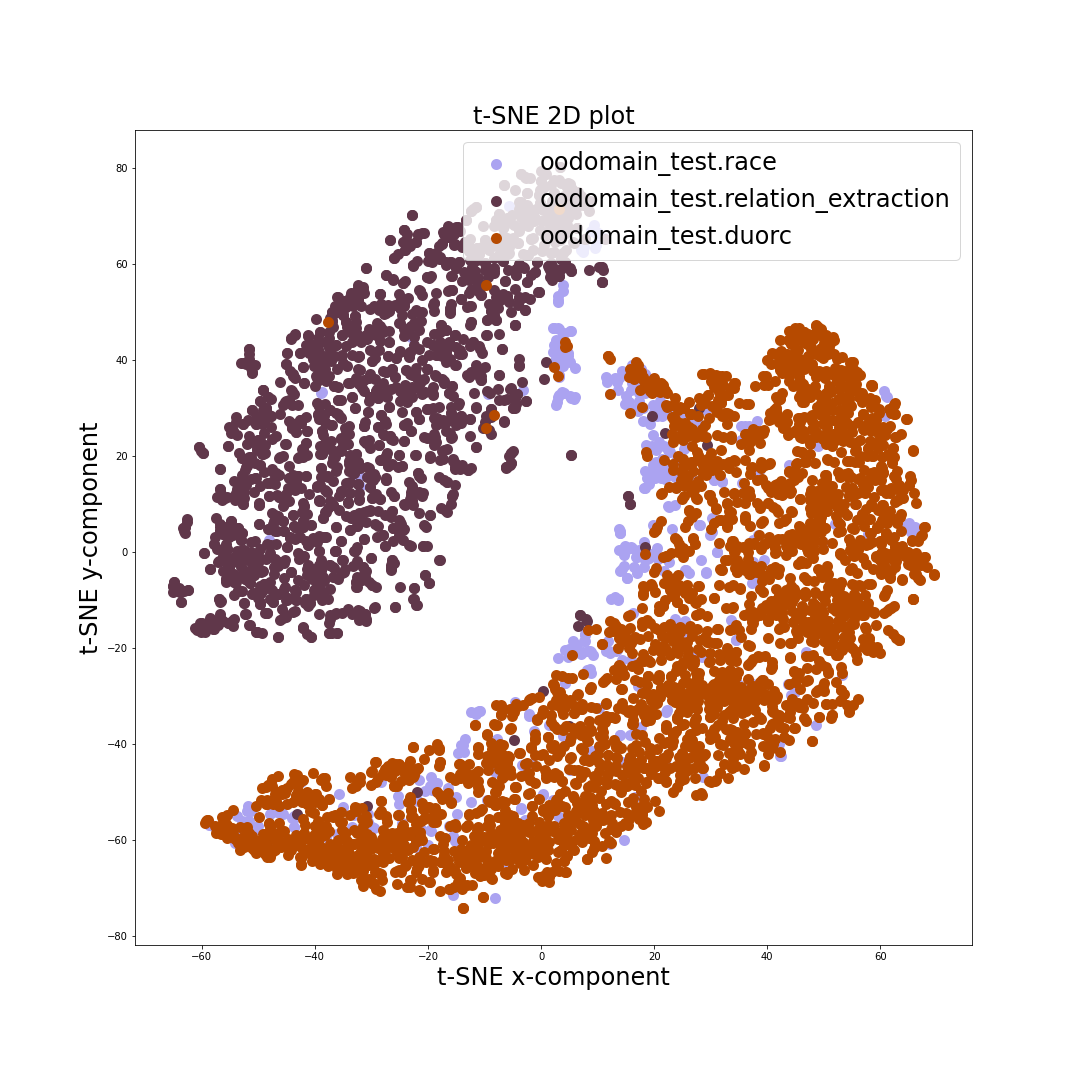 t-SNE 2D plot
oodomain_test.race
oodomain_test.relation_extraction
oodomain_test.duorc
80
60
40
20
0
−20
−40
−60
−80
t-SNE y-component
−60 −40 −20 0 20 40 60
t-SNE x-component